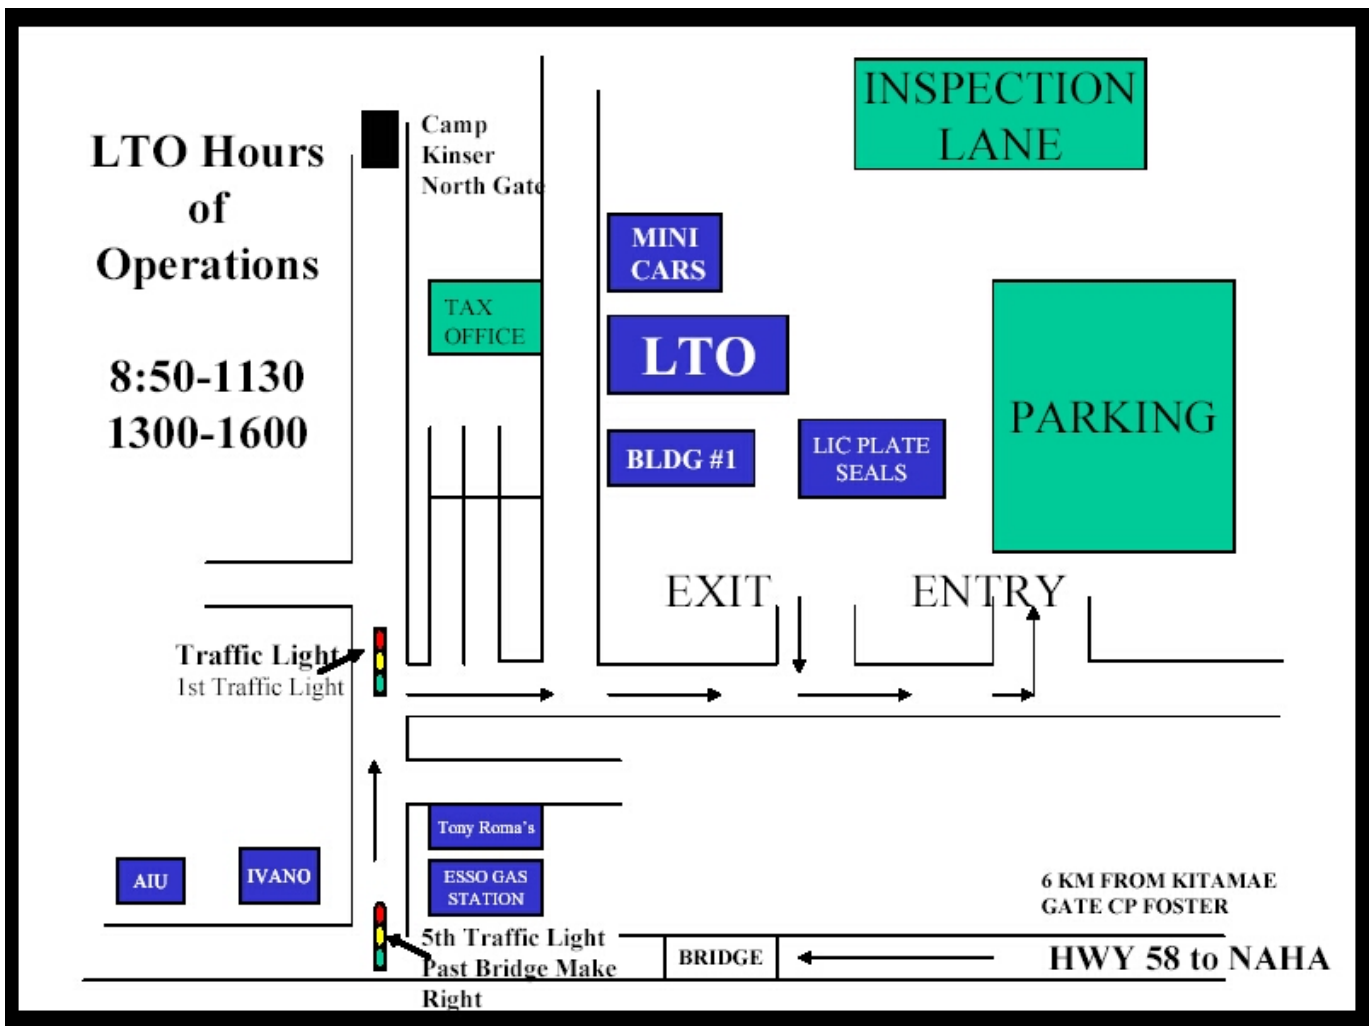 LTO Hours
of
Operations
8:50-1130
1300-1600
Camp
Kinser
North Gate
INSPECTION
LANE
MINI
CARS
TAX
OFFICE
LTO
PARKING
BLDG #1
LIC PLATE
SEALS
EXIT
ENTRY
Traffic Light
1st Traffic Light
Tony Roma's
AIU
IVANO
ESSO GAS
STATION
6 KM FROM KITAMAE
GATE CP FOSTER
5th Traffic Light
Past Bridge Make
Right
BRIDGE
HWY 58 to NAHA